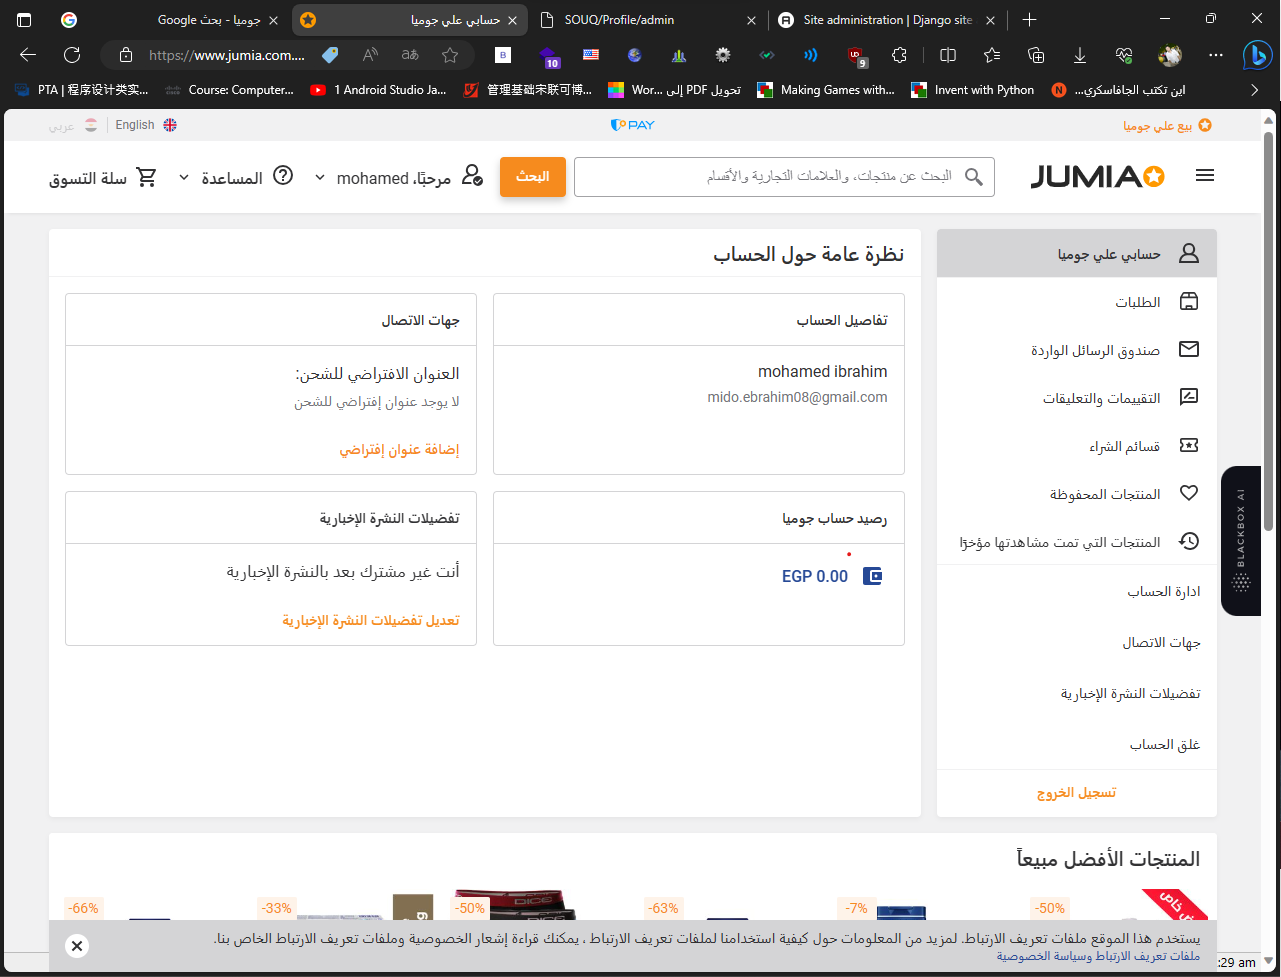 جوميا - بحث Google
حسابي علي جوميا
SOUQ/Profile/admin
Site administration | Django site
https://www.jumia.com....
aあ
B
10
9
PTA | 程序设计类实...
Course: Computer...
1 Android Studio Ja...
管理基础宋联可博...
تحويل PDF إلى Wor...
Making Games with...
Invent with Python
N
اين تكتب الجافاسكري...
بيع علي جوميا
PAY
English
عربي
JUMIA
البحث عن منتجات، والعلامات التجارية والأقسام
البحث
مرحبًا، mohamed
المساعدة
سلة التسوق
حسابي علي جوميا
الطلبات
صندوق الرسائل الواردة
التقييمات والتعليقات
قسائم الشراء
المنتجات المحفوظة
المنتجات التي تمت مشاهدتها مؤخرًا
ادارة الحساب
جهات الاتصال
تفضيلات النشرة الإخبارية
غلق الحساب
تسجيل الخروج
نظرة عامة حول الحساب
تفاصيل الحساب
mohamed ibrahim
mido.ebrahim08@gmail.com
جهات الاتصال
العنوان الافتراضي للشحن:
لا يوجد عنوان إفتراضي للشحن
إضافة عنوان إفتراضي
رصيد حساب جوميا
EGP 0.00
تفضيلات النشرة الإخبارية
أنت غير مشترك بعد بالنشرة الإخبارية
تعديل تفضيلات النشرة الإخبارية
BLACKBOX AI
المنتجات الأفضل مبيعاً
-50%
-7%
-63%
-50%
-33%
-66%
DICE
يستخدم هذا الموقع ملفات تعريف الارتباط. لمزيد من المعلومات حول كيفية استخدامنا لملفات تعريف الارتباط ، يمكنك قراءة إشعار الخصوصية وملفات تعريف الارتباط الخاص بنا.
ملفات تعريف الارتباط وسياسة الخصوصية
:29 am